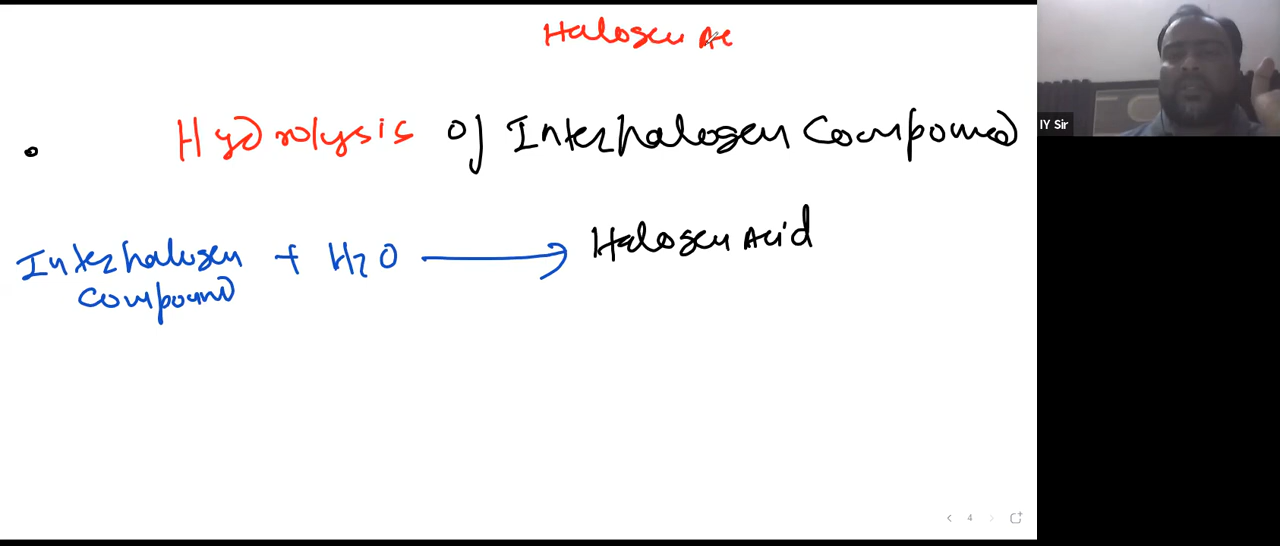 Halogen Ac
Hydrolysis of Interhalogen Compound
Interhalogen + H2O → Halogen Acid
compound
IY Sir
4